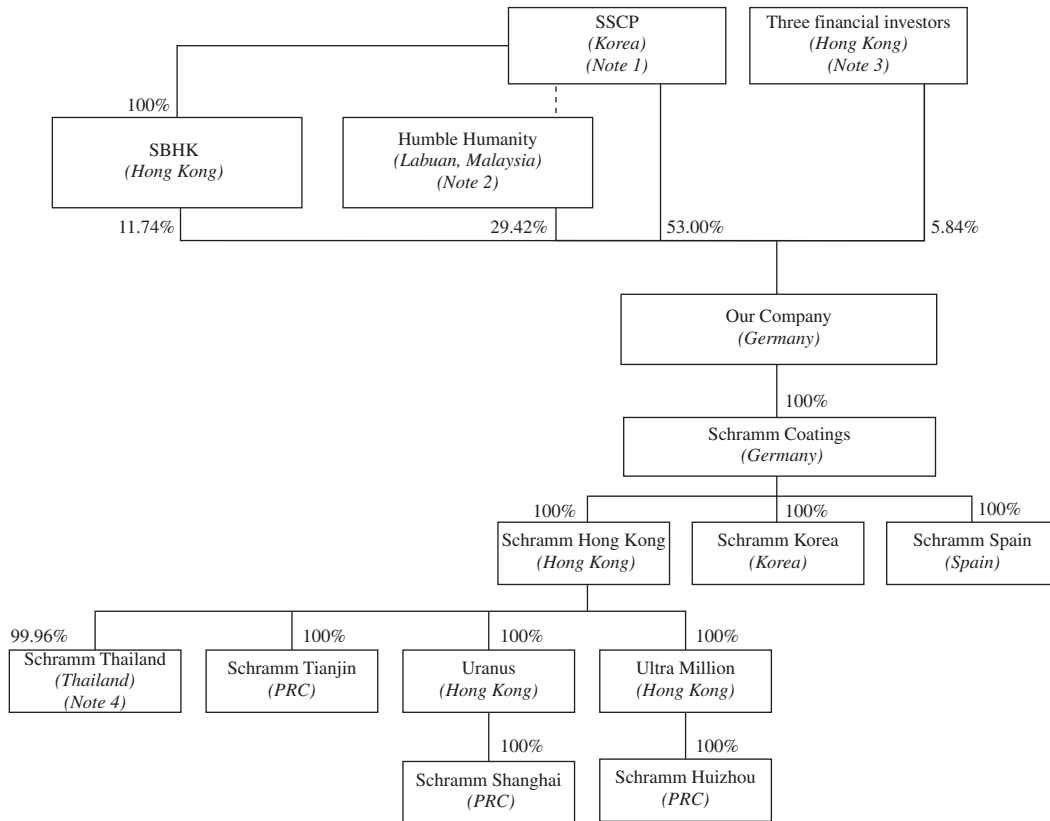 SSCP
(Korea)
(Note 1)
Three financial investors
(Hong Kong)
(Note 3)
100%
SBHK
(Hong Kong)
Humble Humanity
(Labuan, Malaysia)
(Note 2)
11.74%
29.42%
53.00%
5.84%
Our Company
(Germany)
100%
Schramm Coatings
(Germany)
100%
100%
100%
Schramm Hong Kong
(Hong Kong)
Schramm Korea
(Korea)
Schramm Spain
(Spain)
99.96%
100%
100%
100%
Schramm Thailand
(Thailand)
(Note 4)
Schramm Tianjin
(PRC)
Uranus
(Hong Kong)
Ultra Million
(Hong Kong)
100%
100%
Schramm Shanghai
(PRC)
Schramm Huizhou
(PRC)